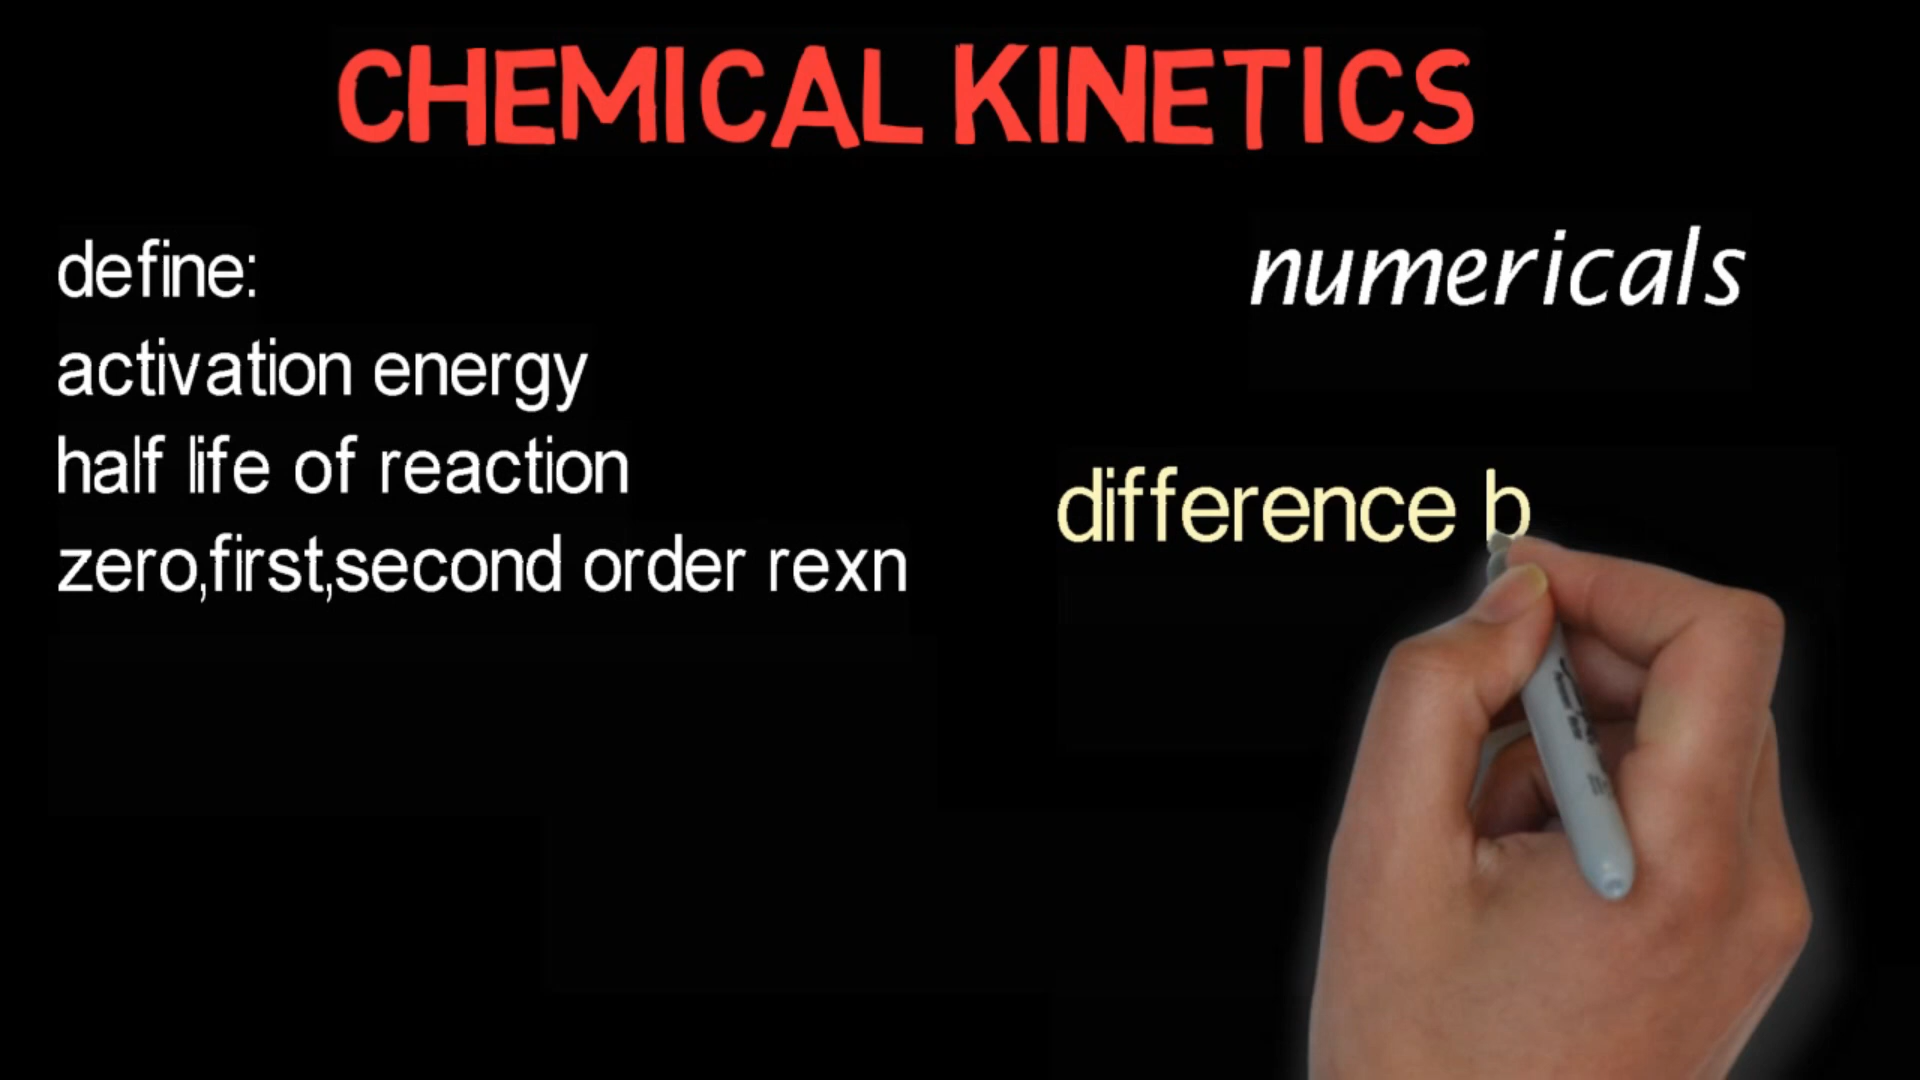 CHEMICAL KINETICS
define:
activation energy
half life of reaction
zero,first,second order rexn
numericals
difference b